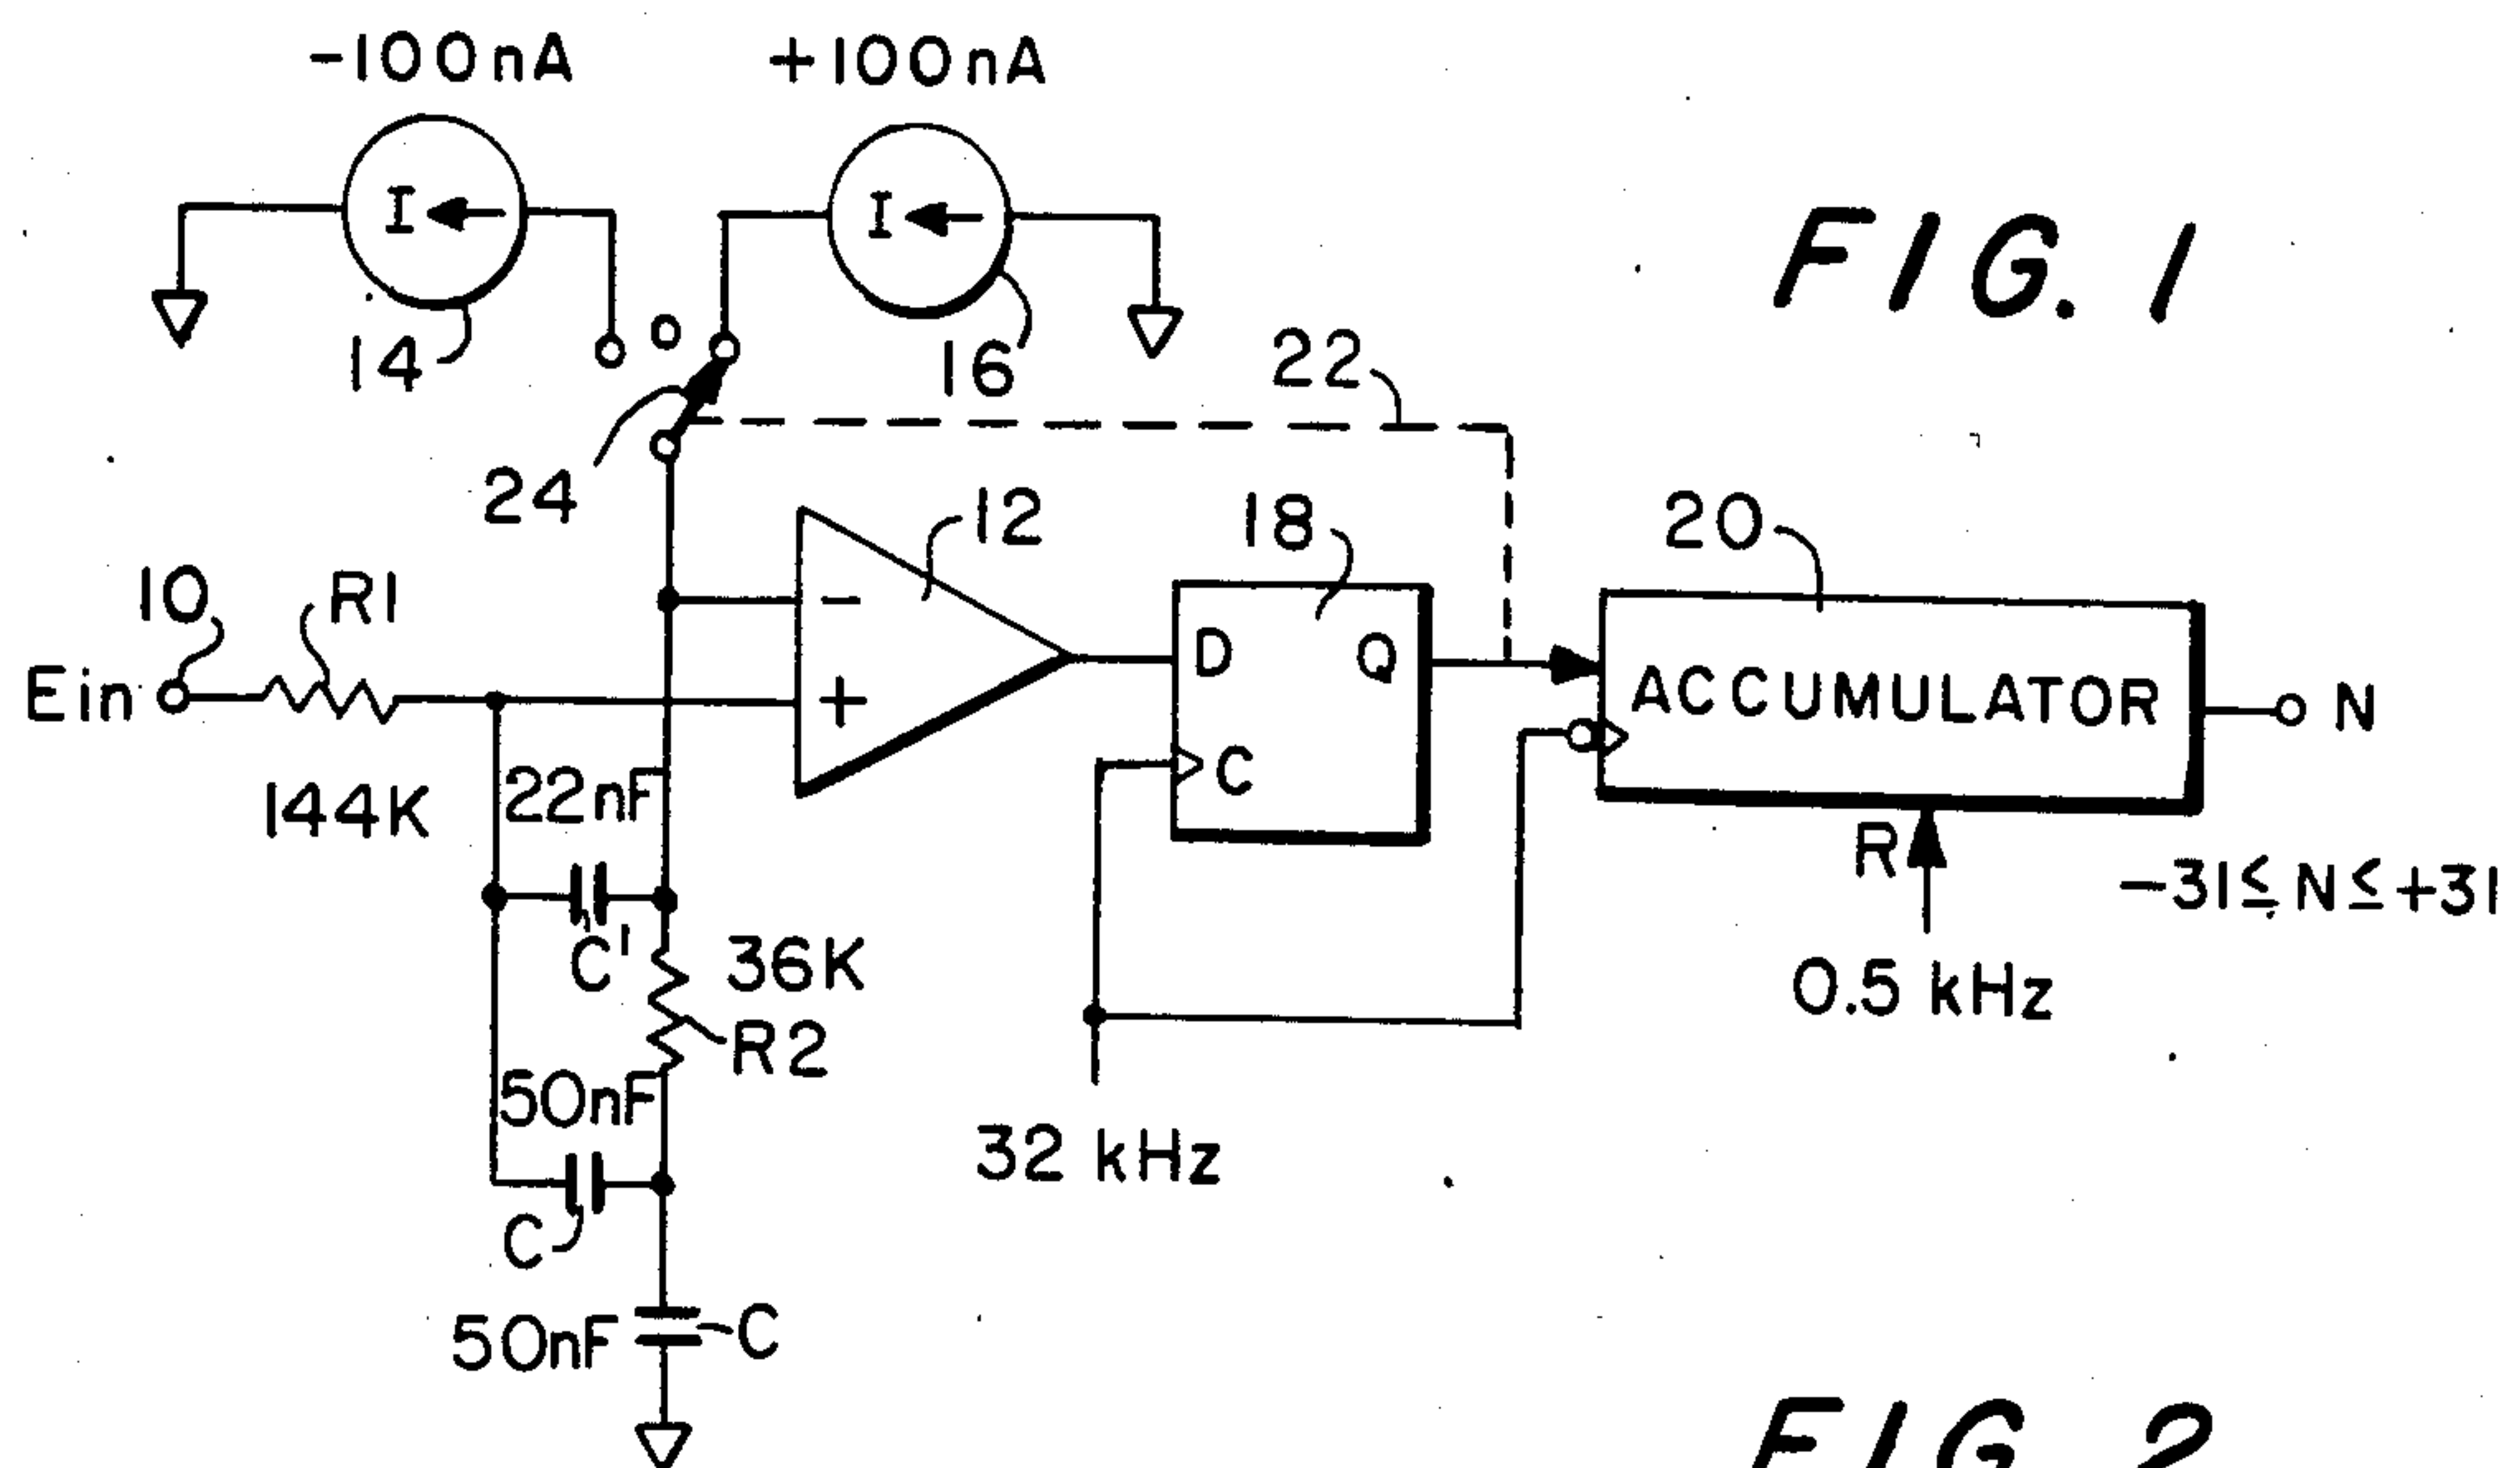 -100nA
+100nA
I
I
FIG. 1
14
16
22
24
12
18
20
10
R1
-
Ein
D
Q
ACCUMULATOR
N
+
144K
22nF
C
R
-31≤N≤+31
C'
36K
0.5 kHz
R2
50nF
32 kHz
C
50nF
C
FIG. 2